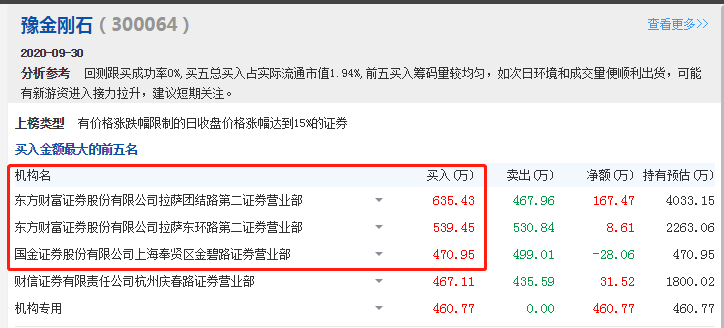 豫金刚石（300064） 查看更多>>
2020-09-30
分析参考 回测跟买成功率0%,买五总买入占实际流通市值1.94%,前五买入筹码量较均匀，如次日环境和成交量便顺利出货，可能
有新游资进入接力拉升，建议短期关注。
上榜类型 有价格涨跌幅限制的日收盘价格涨幅达到15%的证券
买入金额最大的前五名
机构名 买入(万) 卖出(万) 净额(万) 持有预估(万)
东方财富证券股份有限公司拉萨团结路第二证券营业部 635.43 467.96 167.47 4033.15
东方财富证券股份有限公司拉萨东环路第二证券营业部 539.45 530.84 8.61 2263.06
国金证券股份有限公司上海奉贤区金碧路证券营业部 470.95 499.01 -28.06 470.95
财信证券有限责任公司杭州庆春路证券营业部 467.11 435.59 31.52 1800.02
机构专用 460.77 0.00 460.77 460.77